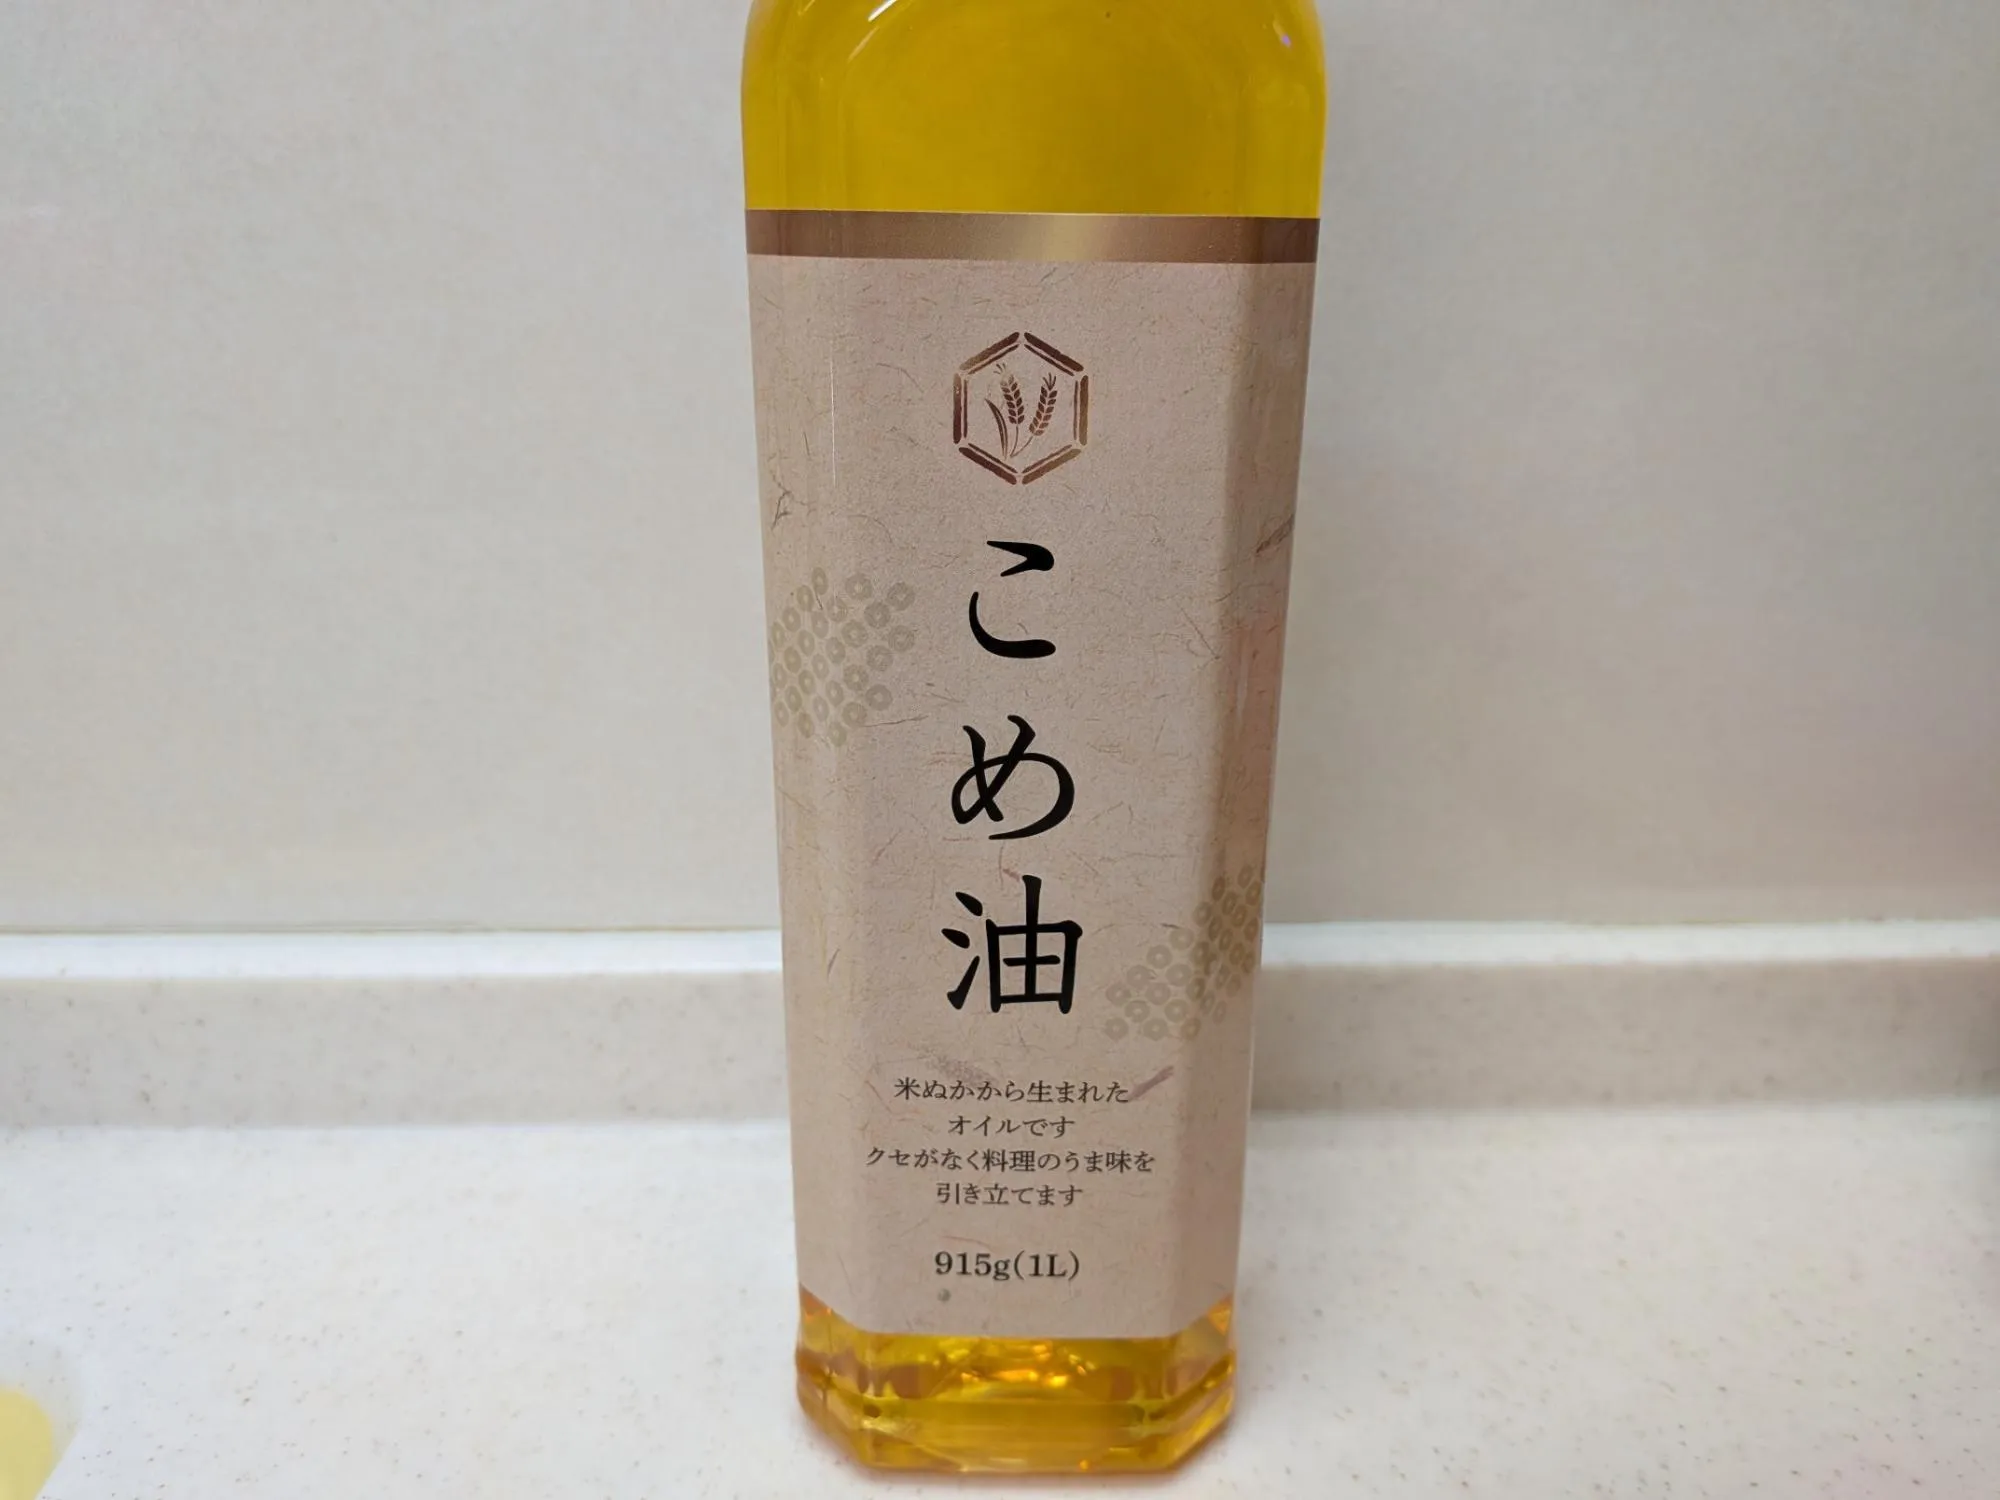 こめ油
米ぬかから生まれた
オイルです
クセがなく料理のうま味を
引き立てます
915g(1L)